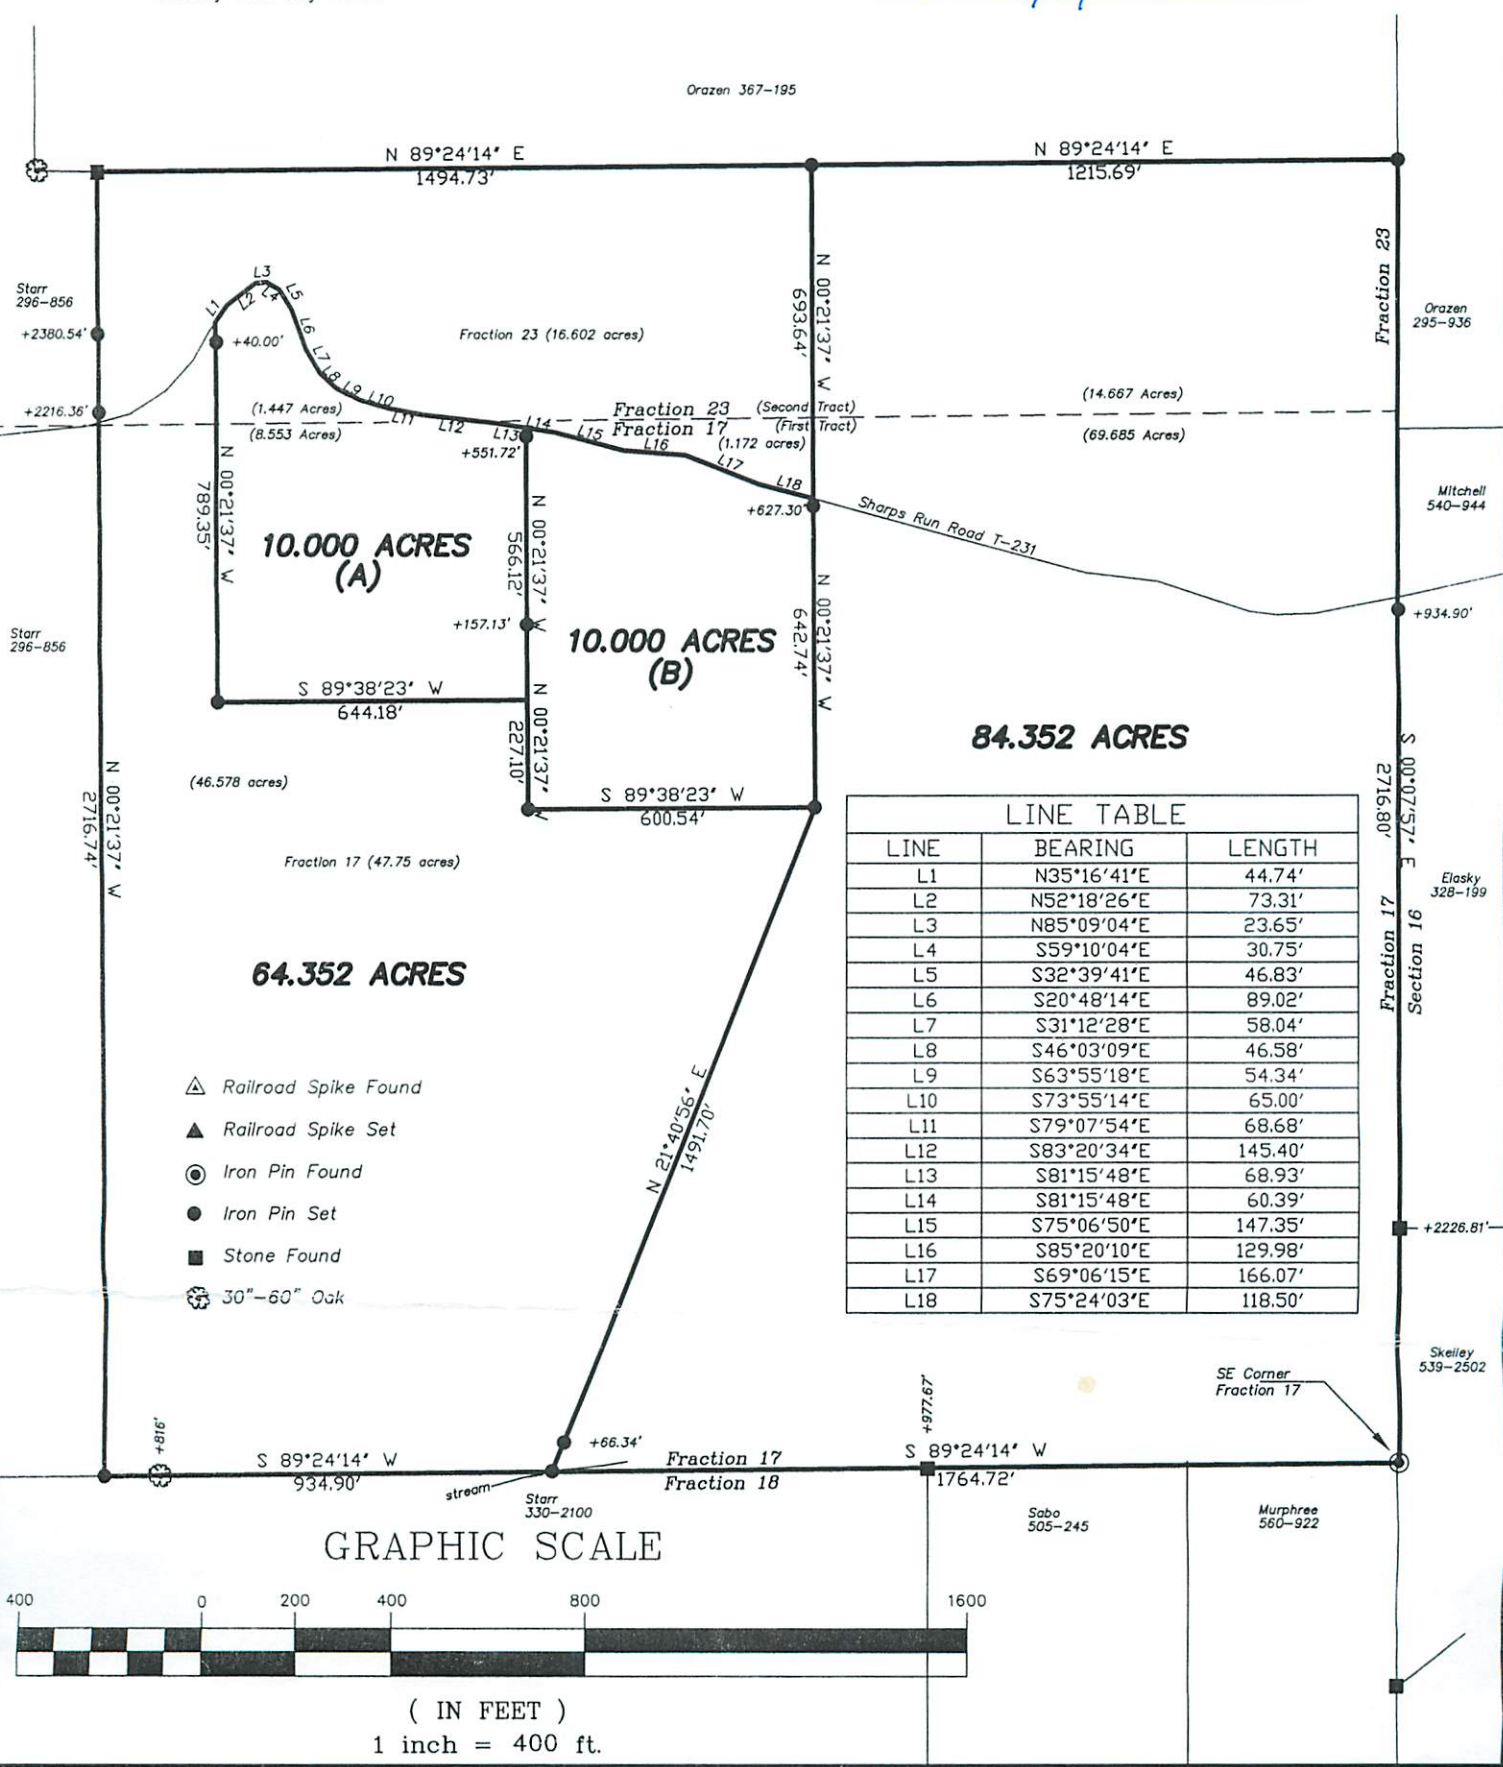 Orazen 367-195
N 89°24'14" E
1494.73'
N 89°24'14" E
1215.69'
Starr
296-856
+2380.54'
+2216.36'
L1
L2
L3
L4
L5
L6
L7
L8
L9
L10
L11
L12
L13
L14
L15
L16
L17
L18
+40.00'
Fraction 23 (16.602 acres)
N 00°21'37" W
693.64'
Fraction 23
Orazen
295-936
(1.447 Acres)
(8.553 Acres)
Fraction 23
Fraction 17
(Second Tract)
(First Tract)
(1.172 acres)
(14.667 Acres)
(69.685 Acres)
+551.72'
+627.30'
Sharps Run Road T-231
Mitchell
540-944
+934.90'
N 00°21'37" W
789.35'
10.000 ACRES
(A)
N 00°21'37" W
566.12'
+157.13'
10.000 ACRES
(B)
N 00°21'37" W
642.74'
Starr
296-856
S 89°38'23" W
644.18'
N 00°21'37" W
227.10'
S 89°38'23" W
600.54'
84.352 ACRES
N 00°21'37" W
2716.74'
(46.578 acres)
Fraction 17 (47.75 acres)
64.352 ACRES
S 00°07'57" E
2716.80'
Fraction 17
Section 16
Elasky
328-199
LINE TABLE
LINE BEARING LENGTH
L1 N35°16'41"E 44.74'
L2 N52°18'26"E 73.31'
L3 N85°09'04"E 23.65'
L4 S59°10'04"E 30.75'
L5 S32°39'41"E 46.83'
L6 S20°48'14"E 89.02'
L7 S31°12'28"E 58.04'
L8 S46°03'09"E 46.58'
L9 S63°55'18"E 54.34'
L10 S73°55'14"E 65.00'
L11 S79°07'54"E 68.68'
L12 S83°20'34"E 145.40'
L13 S81°15'48"E 68.93'
L14 S81°15'48"E 60.39'
L15 S75°06'50"E 147.35'
L16 S85°20'10"E 129.98'
L17 S69°06'15"E 166.07'
L18 S75°24'03"E 118.50'
Railroad Spike Found
Railroad Spike Set
Iron Pin Found
Iron Pin Set
Stone Found
30"-60" Oak
N 21°40'56" E
1491.70'
+2226.81'
Skelley
539-2502
SE Corner
Fraction 17
+816'
S 89°24'14" W
934.90'
+66.34'
stream
Starr
330-2100
Fraction 17
Fraction 18
+977.67'
S 89°24'14" W
1764.72'
Sabo
505-245
Murphree
560-922
GRAPHIC SCALE
400 0 200 400 800 1600
( IN FEET )
1 inch = 400 ft.